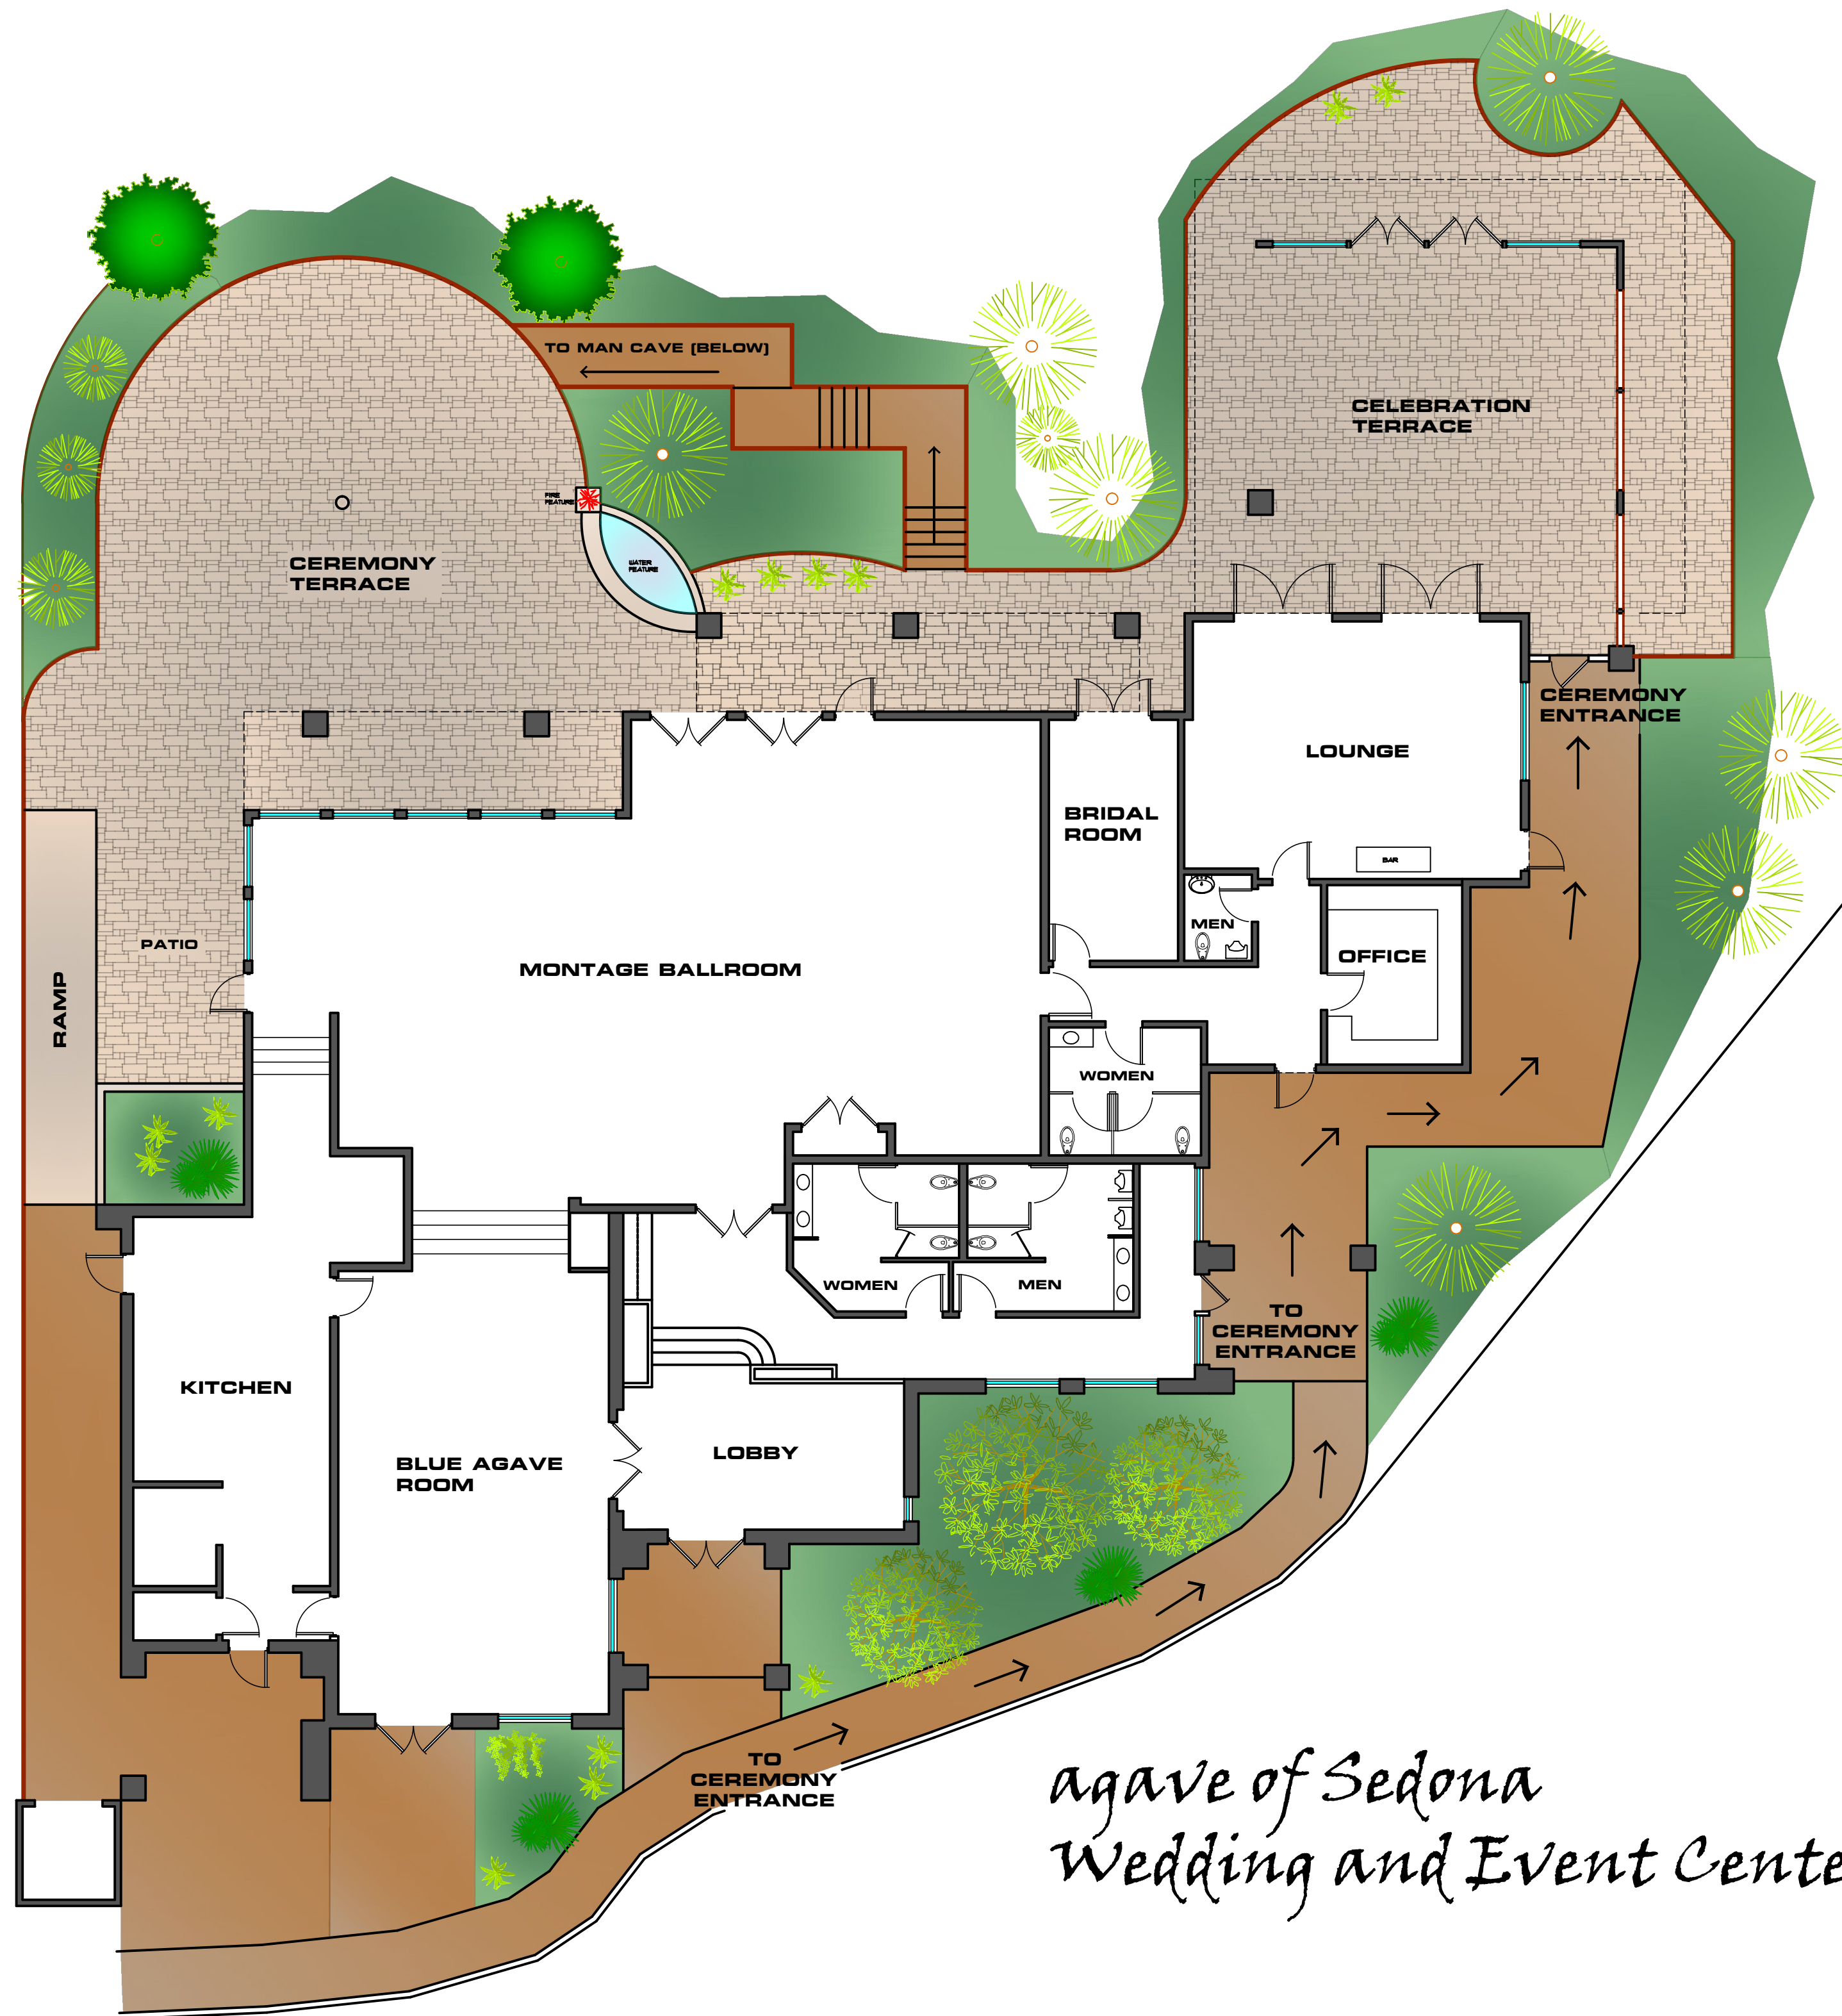 TO MAN CAVE (BELOW)
CELEBRATION
TERRACE
FIRE
FEATURE
WATER
FEATURE
CEREMONY
TERRACE
CEREMONY
ENTRANCE
LOUNGE
BRIDAL
ROOM
BAR
MEN
OFFICE
PATIO
MONTAGE BALLROOM
RAMP
WOMEN
WOMEN
MEN
TO
CEREMONY
ENTRANCE
KITCHEN
BLUE AGAVE
ROOM
LOBBY
TO
CEREMONY
ENTRANCE
agave of Sedona
Wedding and Event Cente